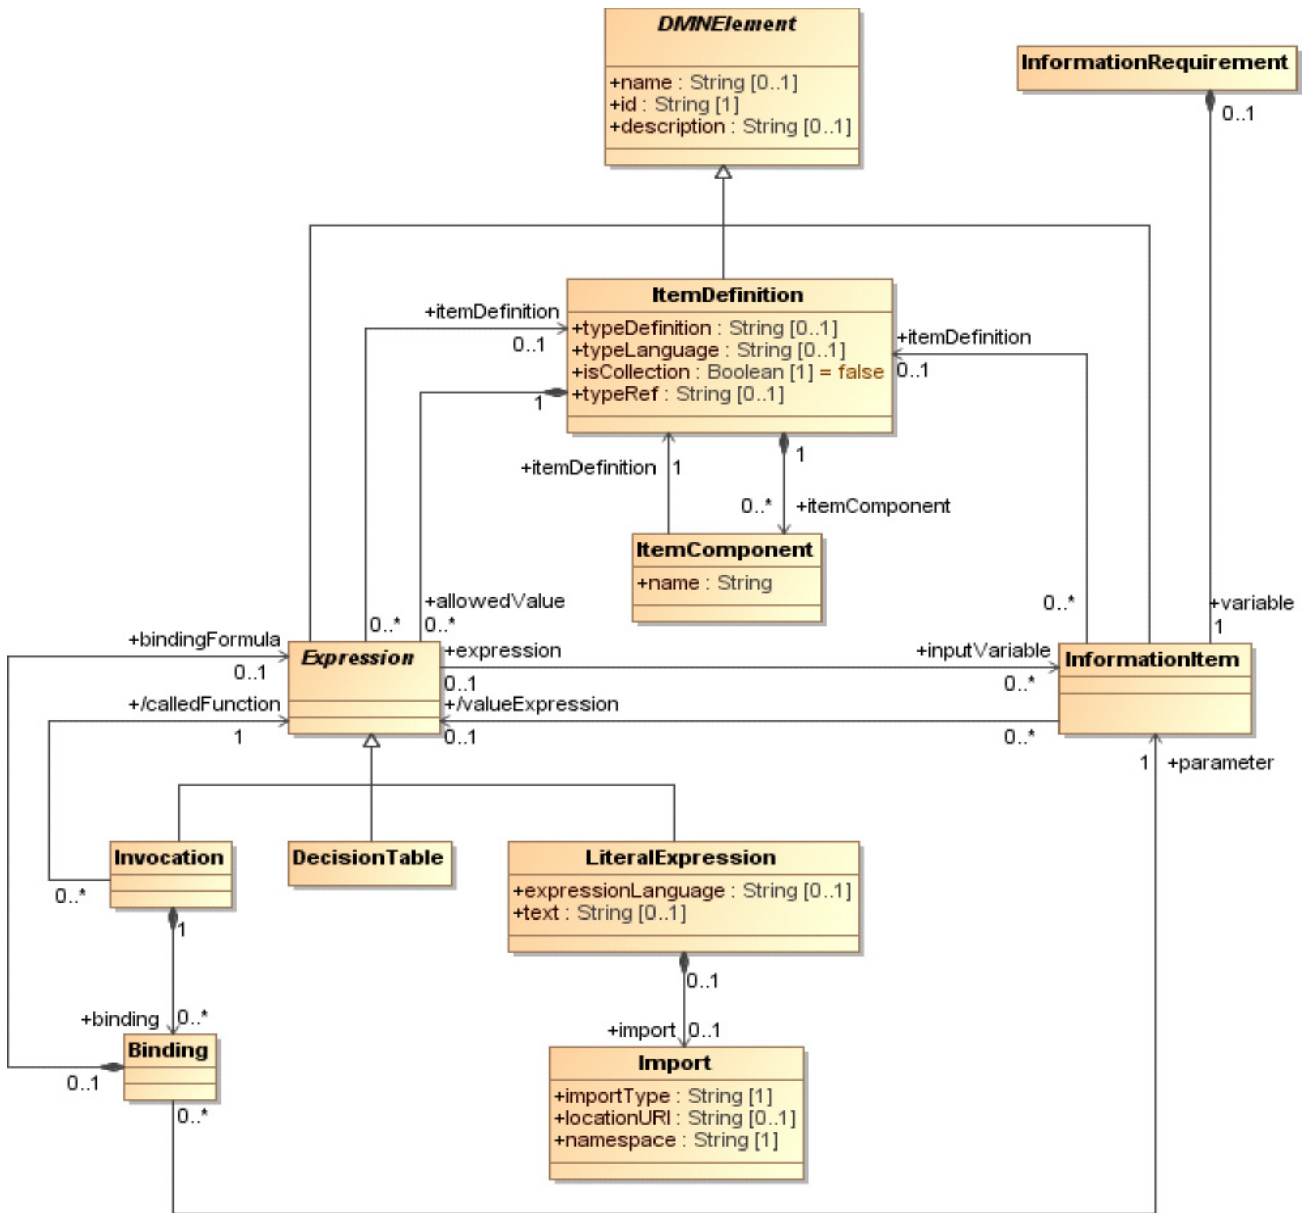 DMNElement
+name : String [0..1]
+id : String [1]
+description : String [0..1]
InformationRequirement
0..1
ItemDefinition
+typeDefinition : String [0..1]
+typeLanguage : String [0..1]
+isCollection : Boolean [1] = false
+typeRef : String [0..1]
+itemDefinition
0..1
+itemDefinition
0..1
1
+itemDefinition
1
1
0..*
+itemComponent
ItemComponent
+name : String
+allowedValue
0..*
0..*
0..*
+variable
1
+bindingFormula
0..1
Expression
+expression
0..1
+inputVariable
0..*
InformationItem
+/calledFunction
1
+/valueExpression
0..1
0..*
1
+parameter
Invocation
0..*
1
DecisionTable
LiteralExpression
+expressionLanguage : String [0..1]
+text : String [0..1]
0..1
+binding
0..*
+import
0..1
Binding
0..1
0..*
Import
+importType : String [1]
+locationURI : String [0..1]
+namespace : String [1]